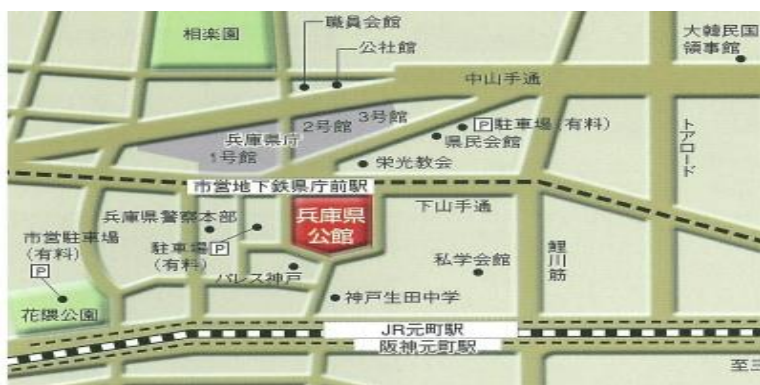 職員会館
相楽園
公社館
大韓民国
領事館
中山手通
3号館
2号館
兵庫県庁
1号館
P駐車場(有料)
県民会館
トアロード
栄光教会
市営地下鉄県庁前駅
下山手通
兵庫県警察本部
兵庫県
公館
市営駐車場
(有料)
P
駐車場P
(有料)
パレス神戸
私学会館
鯉川筋
神戸生田中学
花隈公園
JR元町駅
阪神元町駅
至三